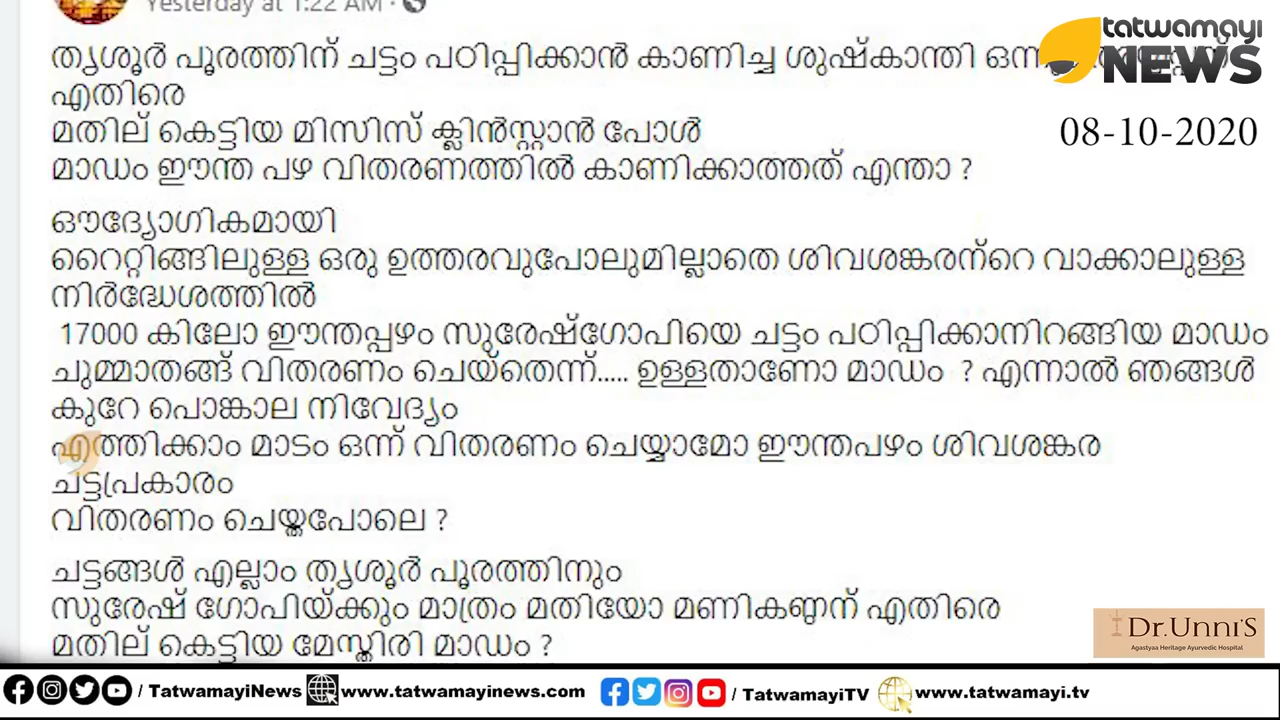 Yesterday at 1:22 AM ·
tatwamayi
NEWS
08-10-2020
തൃശൂർ പൂരത്തിന് ചട്ടം പഠിപ്പിക്കാൻ കാണിച്ച ശുഷ്കാന്തി
എതിരെ
മതില് കെട്ടിയ മിസിസ് ക്ലിൻസ്റ്റാൻ പോൾ
മാഡം ഈന്ത പഴ വിതരണത്തിൽ കാണിക്കാത്തത് എന്താ ?
ഔദ്യോഗികമായി
റൈറ്റിങ്ങിലുള്ള ഒരു ഉത്തരവുപോലുമില്ലാതെ ശിവശങ്കരന്റെ വാക്കാലുള്ള
നിർദ്ധേശത്തിൽ
17000 കിലോ ഈന്തപ്പഴം സുരേഷ്ഗോപിയെ ചട്ടം പഠിപ്പിക്കാനിറങ്ങിയ മാഡം
ചുമ്മാതങ്ങ് വിതരണം ചെയ്തെന്ന്..... ഉള്ളതാണോ മാഡം ? എന്നാൽ ഞങ്ങൾ
കുറേ പൊങ്കാല നിവേദ്യം
എത്തിക്കാം മാടം ഒന്ന് വിതരണം ചെയ്യാമോ ഈന്തപഴം ശിവശങ്കര
ചട്ടപ്രകാരം
വിതരണം ചെയ്തപോലെ ?
ചട്ടങ്ങൾ എല്ലാം തൃശൂർ പൂരത്തിനും
സുരേഷ് ഗോപിയ്ക്കും മാത്രം മതിയോ മണികണ്ഠന് എതിരെ
മതില് കെട്ടിയ മേസ്തിരി മാഡം ?
Dr.Unni'S
Agastyaa Heritage Ayurvedic Hospital
/ TatwamayiNews www.tatwamayinews.com / TatwamayiTV www.tatwamayi.tv